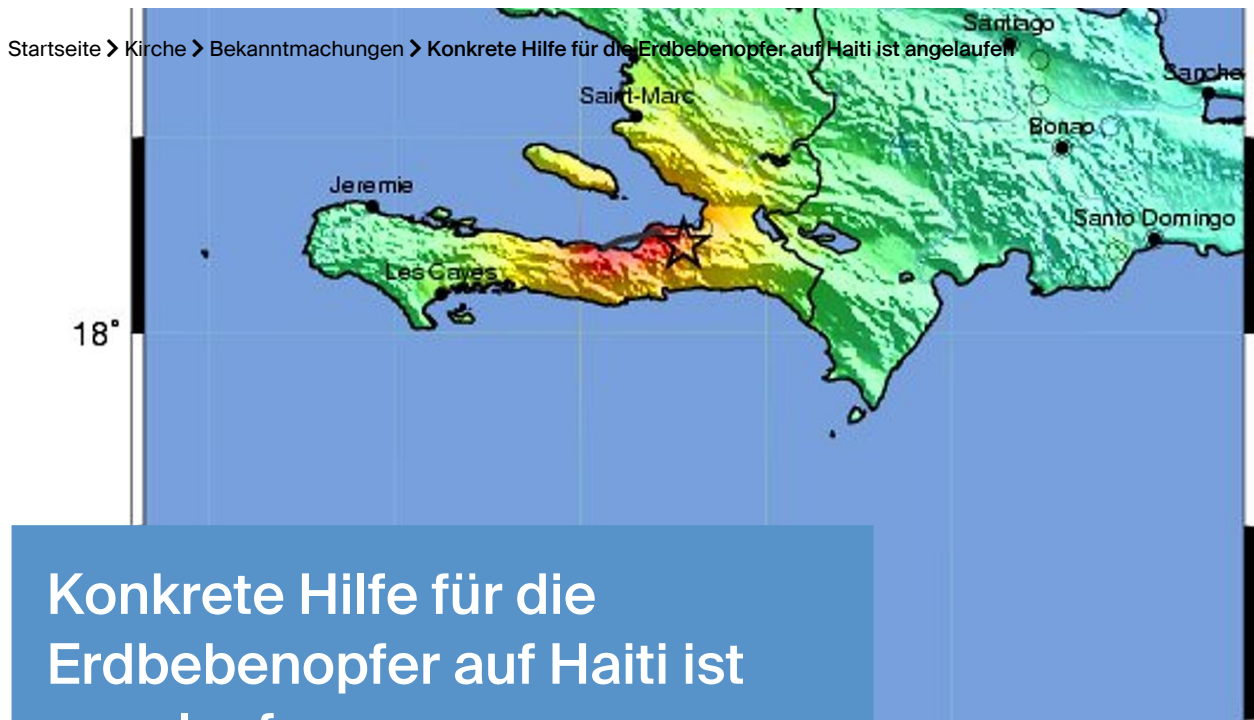 Startseite > Kirche > Bekanntmachungen > Konkrete Hilfe für die Erdbebenopfer auf Haiti ist angelaufen
Santiago
Sanche
Saint-Marc
Bonao
Jeremie
Santo Domingo
Les Cayes
18°
Konkrete Hilfe für die
Erdbebenopfer auf Haiti ist